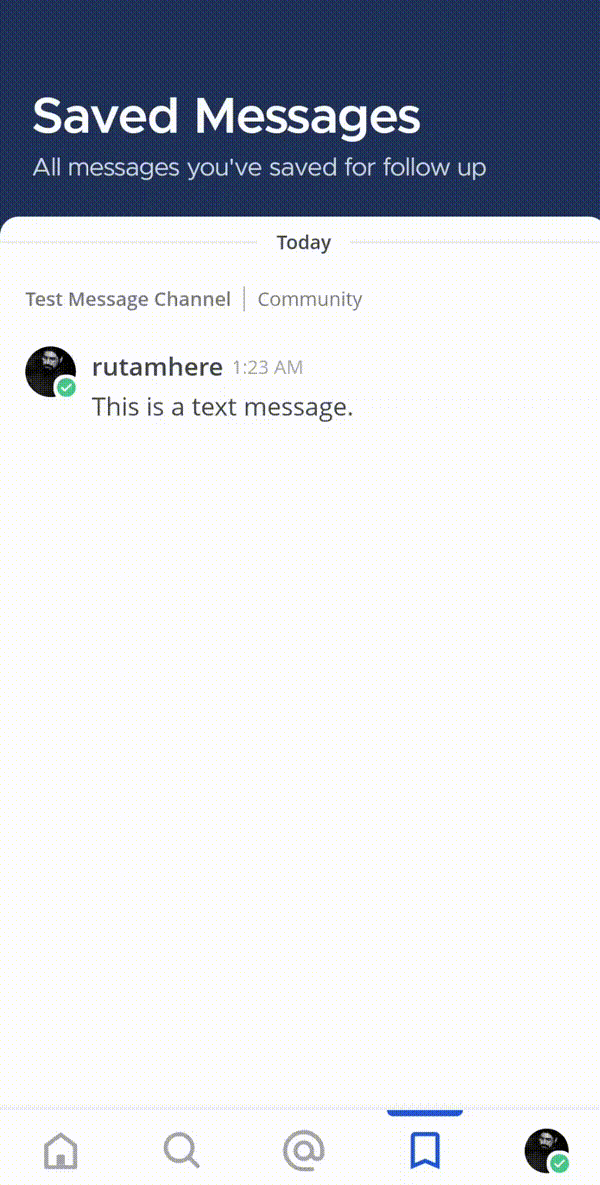 Saved Messages
All messages you've saved for follow up
Today
Test Message Channel | Community
rutamhere 1:23 AM
This is a text message.